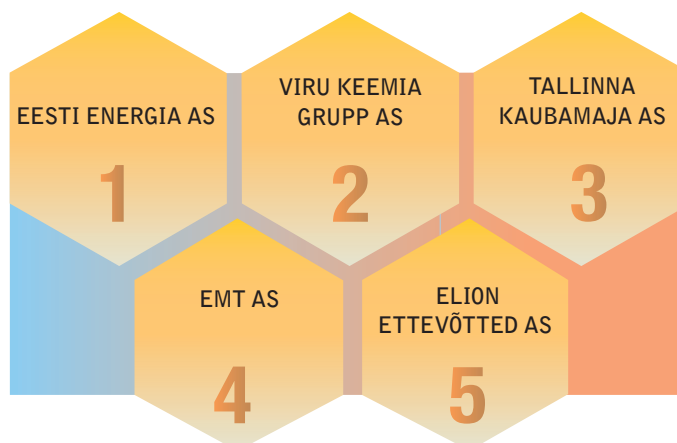 EESTI ENERGIA AS
1
VIRU KEEMIA
GRUPP AS
2
TALLINNA
KAUBAMAJA AS
3
EMT AS
4
ELION
ETTEVÕTTED AS
5